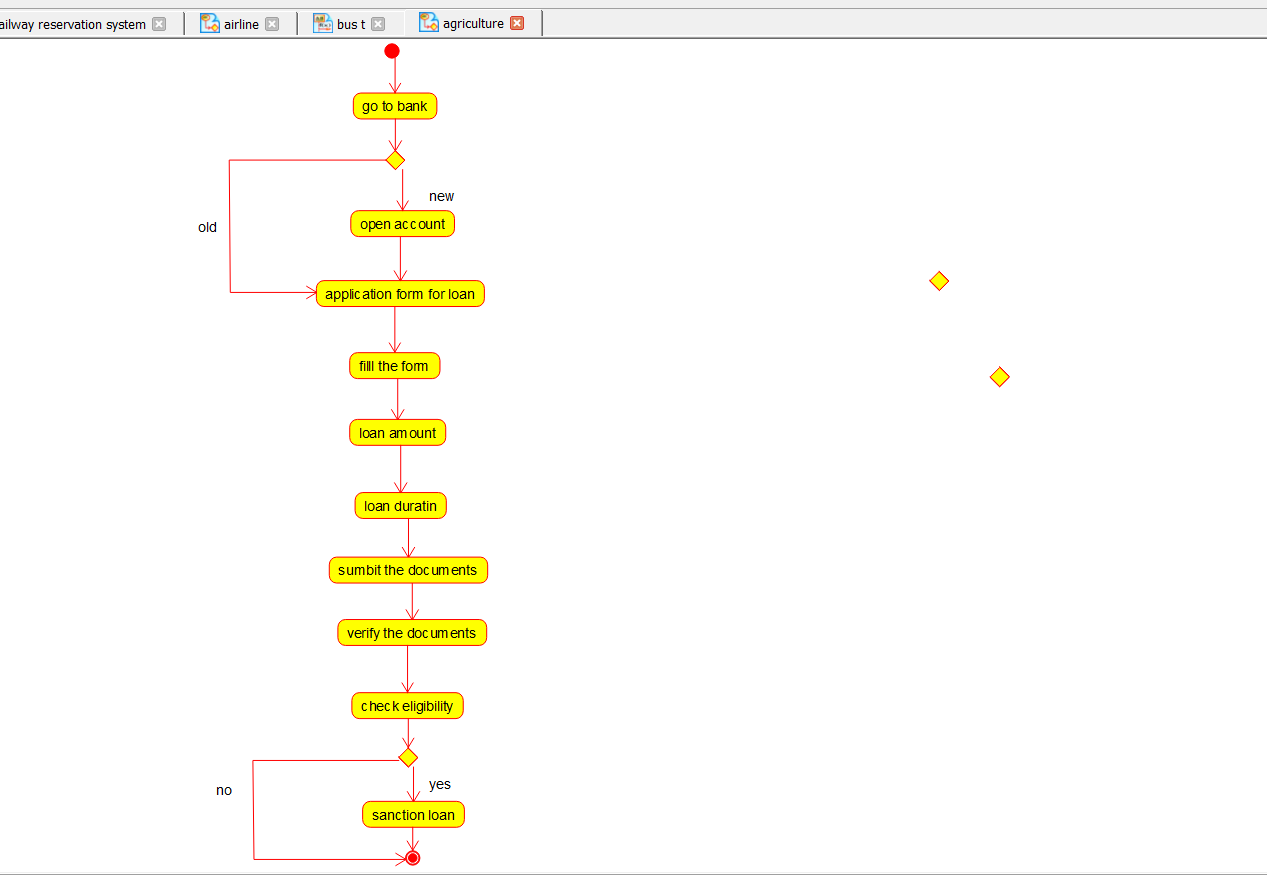 ailway reservation system
airline
bus t
agriculture
go to bank
new
old
open account
application form for loan
filll the form
loan amount
loan duratin
sumbit the documents
verify the documents
check eligibility
yes
no
sanction loan